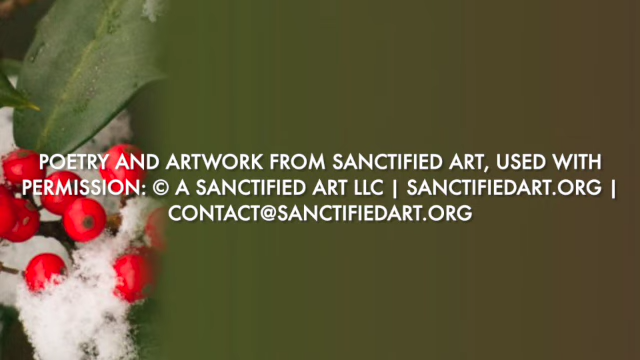 POETRY AND ARTWORK FROM SANCTIFIED ART, USED WITH
PERMISSION: © A SANCTIFIED ART LLC | SANCTIFIEDART.ORG |
CONTACT@SANCTIFIEDART.ORG